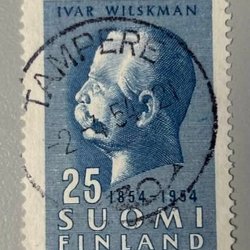 IVAR WILSKMAN
TAMPERE
25
1854-1954
SUOMI
FINLAND